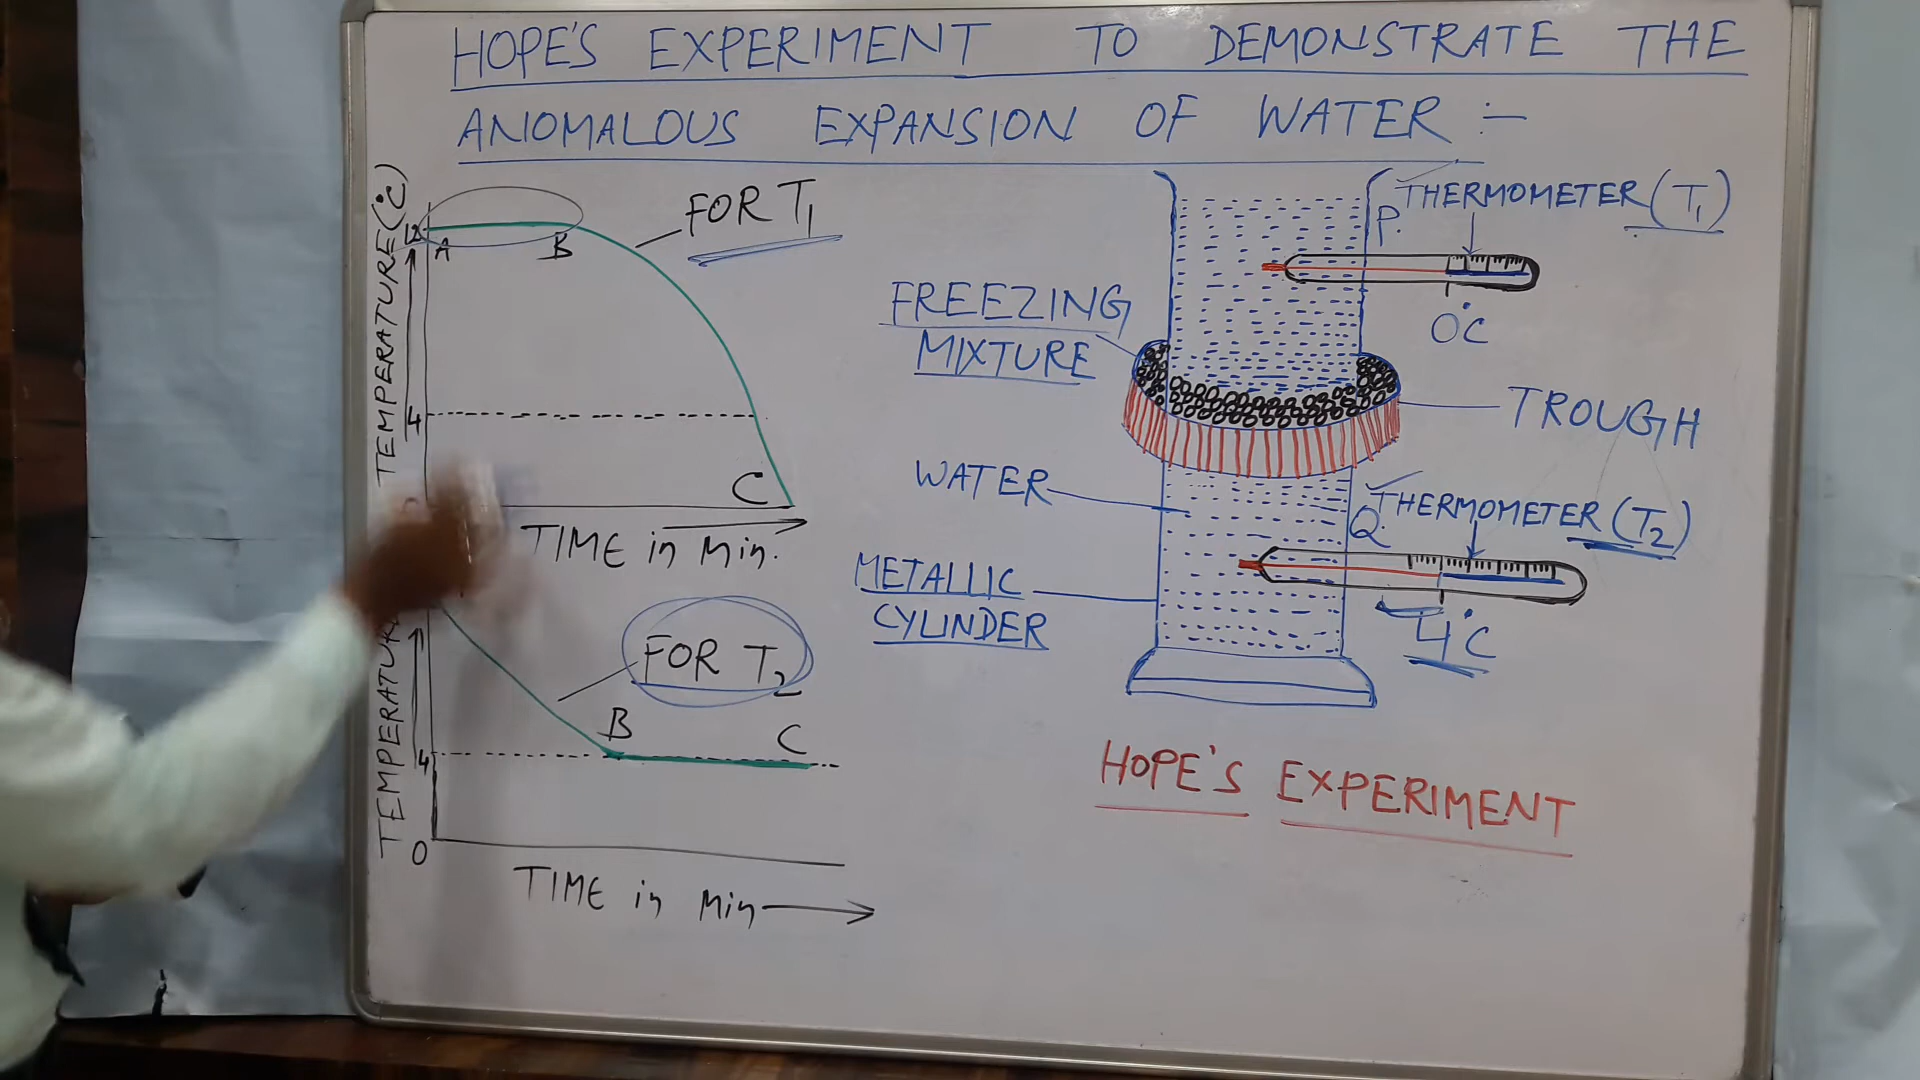 HOPE'S EXPERIMENT TO DEMONSTRATE THE
ANOMALOUS EXPANSION OF WATER :-
TEMPERATURE (°C)
12
A
B
FOR T1
4
C
TIME in Min.
TEMPERATURE
FOR T2
B
C
4
0
TIME in Min
THERMOMETER (T1)
P
0°C
FREEZING
MIXTURE
TROUGH
WATER
THERMOMETER (T2)
Q
4°C
METALLIC
CYLINDER
HOPE'S EXPERIMENT